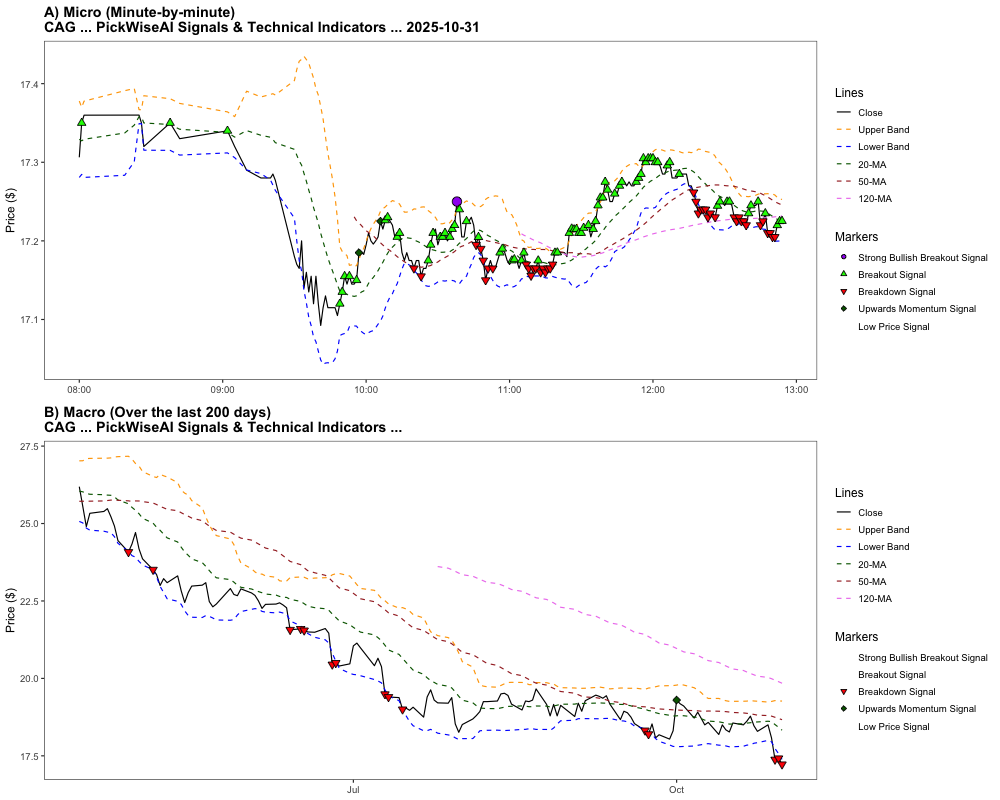 A) Micro (Minute-by-minute)
CAG ... PickWiseAI Signals & Technical Indicators ... 2025-10-31
Price ($)
17.4
17.3
17.2
17.1
08:00
09:00
10:00
11:00
12:00
13:00
Lines
Close
Upper Band
Lower Band
20-MA
50-MA
120-MA
Markers
Strong Bullish Breakout Signal
Breakout Signal
Breakdown Signal
Upwards Momentum Signal
Low Price Signal
B) Macro (Over the last 200 days)
CAG ... PickWiseAI Signals & Technical Indicators ...
Price ($)
27.5
25.0
22.5
20.0
17.5
Jul
Oct
Lines
Close
Upper Band
Lower Band
20-MA
50-MA
120-MA
Markers
Strong Bullish Breakout Signal
Breakout Signal
Breakdown Signal
Upwards Momentum Signal
Low Price Signal